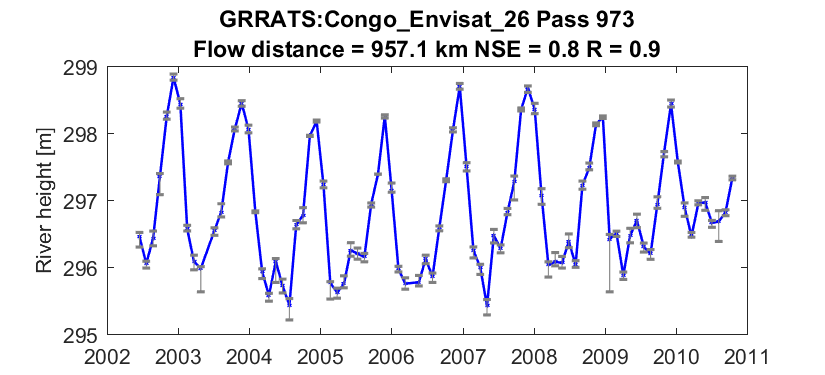 GRRATS:Congo_Envisat_26 Pass 973
Flow distance = 957.1 km NSE = 0.8 R = 0.9
River height [m]
299
298
297
296
295
2002 2003 2004 2005 2006 2007 2008 2009 2010 2011